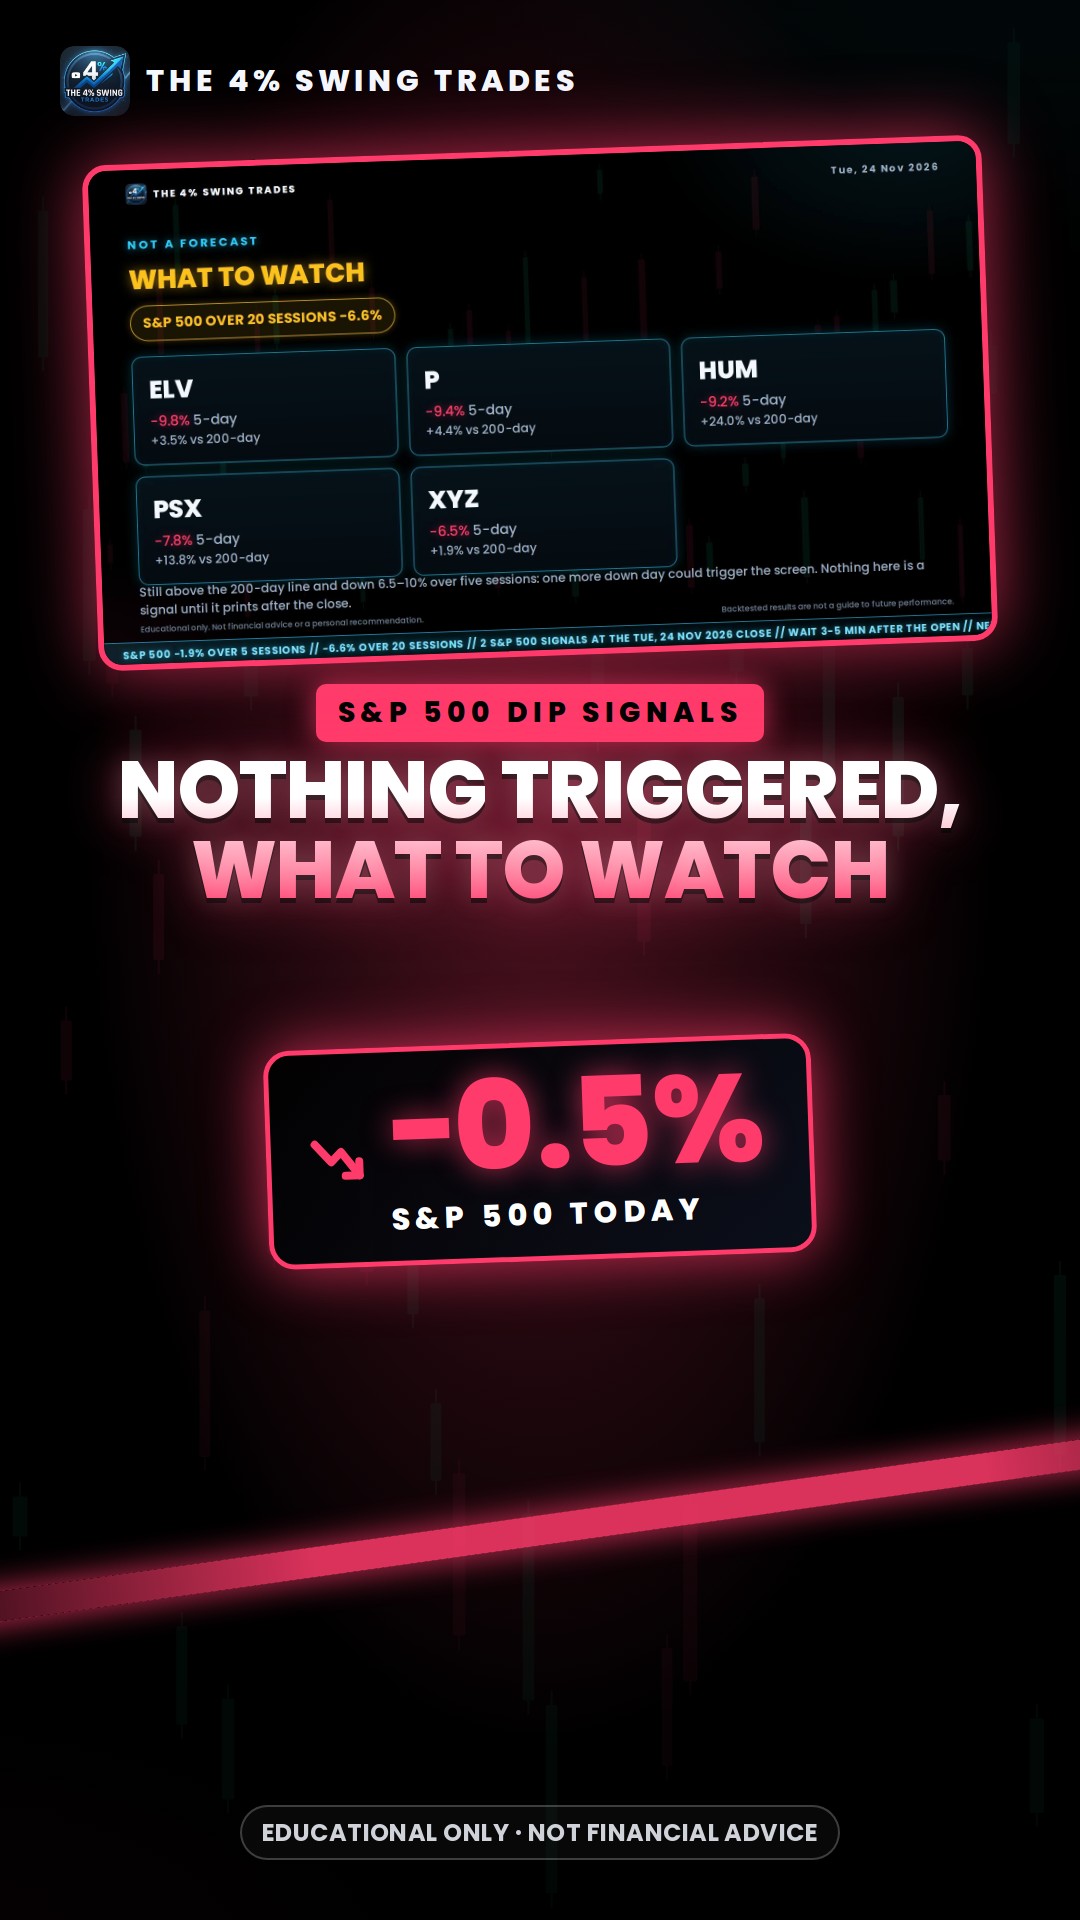 4%
THE 4% SWING
TRADES
THE 4% SWING TRADES
THE 4% SWING TRADES
Tue, 24 Nov 2026
NOT A FORECAST
WHAT TO WATCH
S&P 500 OVER 20 SESSIONS -6.6%
ELV
-9.8% 5-day
+3.5% vs 200-day
P
-9.4% 5-day
+4.4% vs 200-day
HUM
-9.2% 5-day
+24.0% vs 200-day
PSX
-7.8% 5-day
+13.8% vs 200-day
XYZ
-6.5% 5-day
+1.9% vs 200-day
Still above the 200-day line and down 6.5–10% over five sessions: one more down day could trigger the screen. Nothing here is a
signal until it prints after the close.
Educational only. Not financial advice or a personal recommendation.
Backtested results are not a guide to future performance.
S&P 500 -1.9% OVER 5 SESSIONS // -6.6% OVER 20 SESSIONS // 2 S&P 500 SIGNALS AT THE TUE, 24 NOV 2026 CLOSE // WAIT 3-5 MIN AFTER THE OPEN // NE
S&P 500 DIP SIGNALS
NOTHING TRIGGERED,
WHAT TO WATCH
-0.5%
S&P 500 TODAY
EDUCATIONAL ONLY · NOT FINANCIAL ADVICE